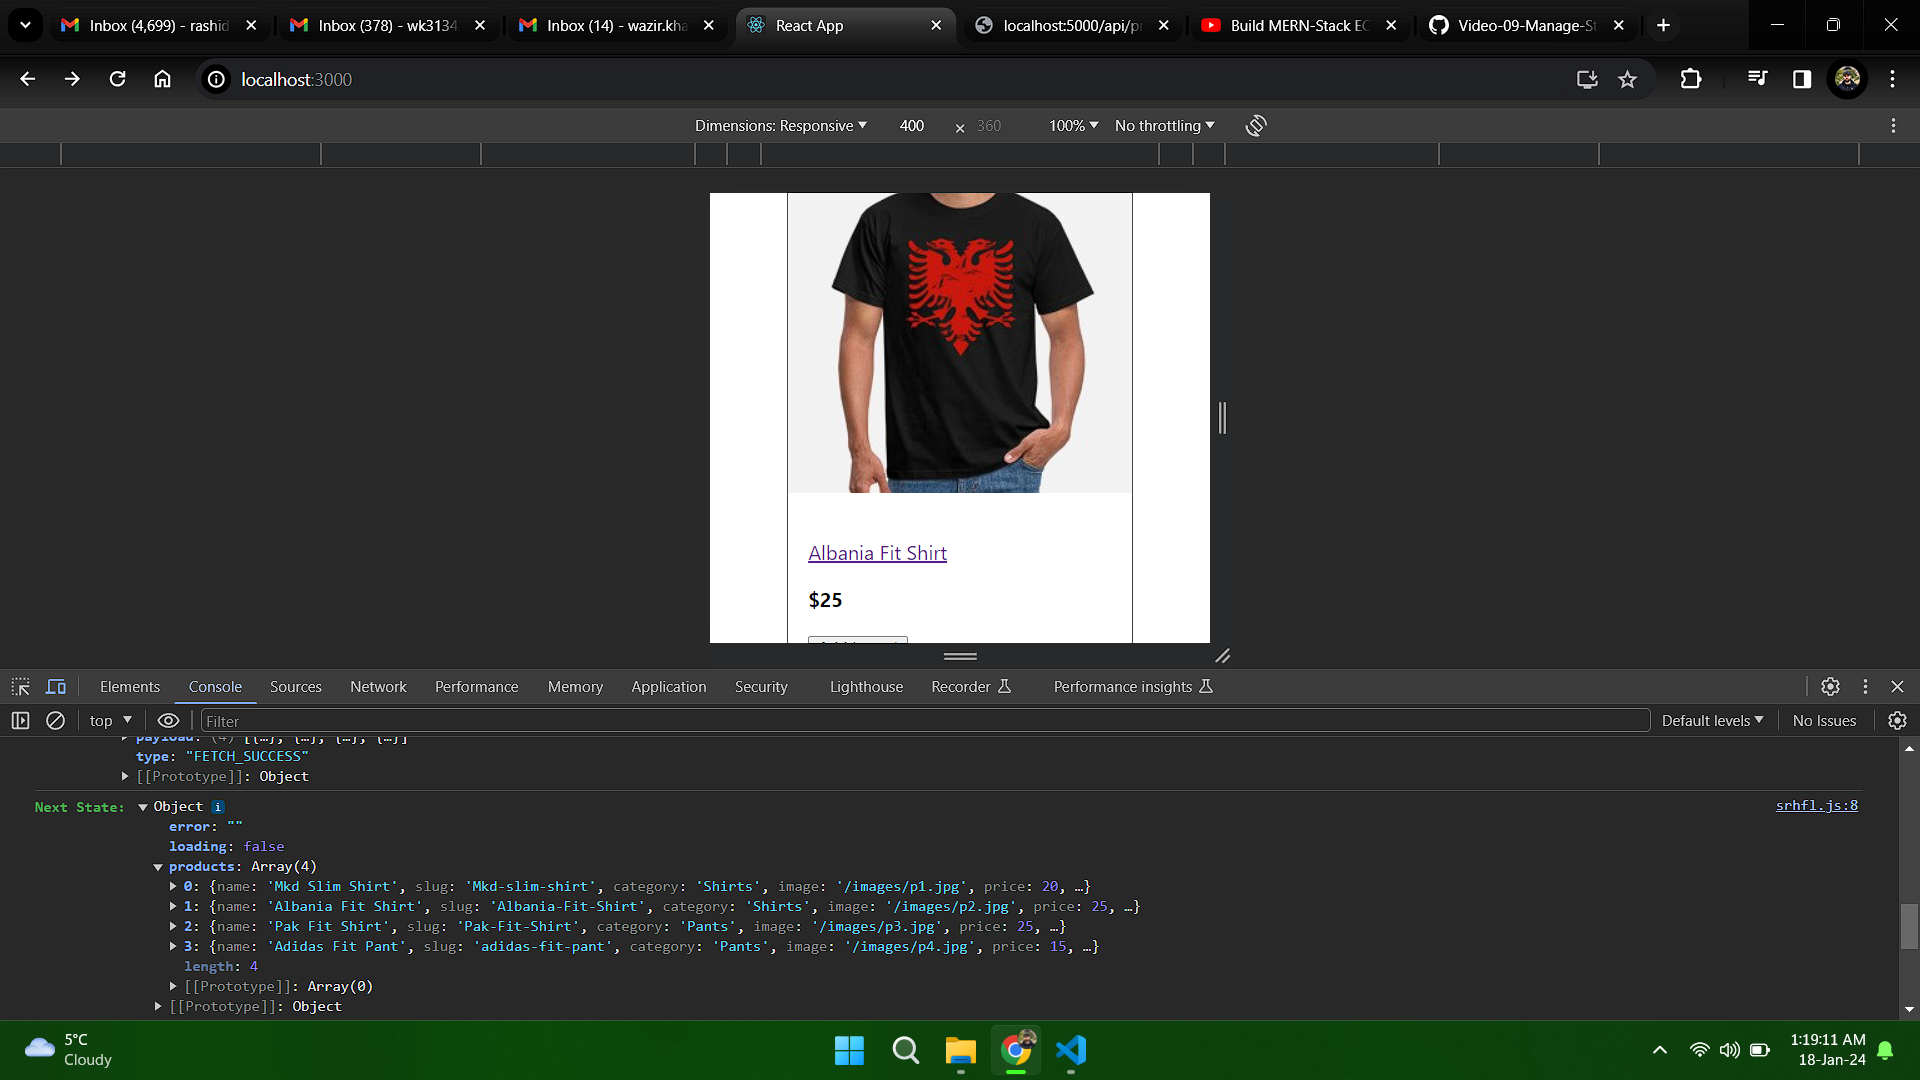 Inbox (4,699) - rashid
Inbox (378) - wk3134
Inbox (14) - wazir.kha
React App
localhost:5000/api/pr
Build MERN-Stack EC
Video-09-Manage-St
localhost:3000
Dimensions: Responsive
400
×
360
100%
No throttling
Albania Fit Shirt
$25
Elements
Console
Sources
Network
Performance
Memory
Application
Security
Lighthouse
Recorder
Performance insights
top
Filter
Default levels
No Issues
payload: (4) [{…}, {…}, {…}, {…}]
type: "FETCH_SUCCESS"
[[Prototype]]: Object
Next State: Object i
srhfl.js:8
error: ""
loading: false
products: Array(4)
0: {name: 'Mkd Slim Shirt', slug: 'Mkd-slim-shirt', category: 'Shirts', image: '/images/p1.jpg', price: 20, …}
1: {name: 'Albania Fit Shirt', slug: 'Albania-Fit-Shirt', category: 'Shirts', image: '/images/p2.jpg', price: 25, …}
2: {name: 'Pak Fit Shirt', slug: 'Pak-Fit-Shirt', category: 'Pants', image: '/images/p3.jpg', price: 25, …}
3: {name: 'Adidas Fit Pant', slug: 'adidas-fit-pant', category: 'Pants', image: '/images/p4.jpg', price: 15, …}
length: 4
[[Prototype]]: Array(0)
[[Prototype]]: Object
5°C
Cloudy
1:19:11 AM
18-Jan-24